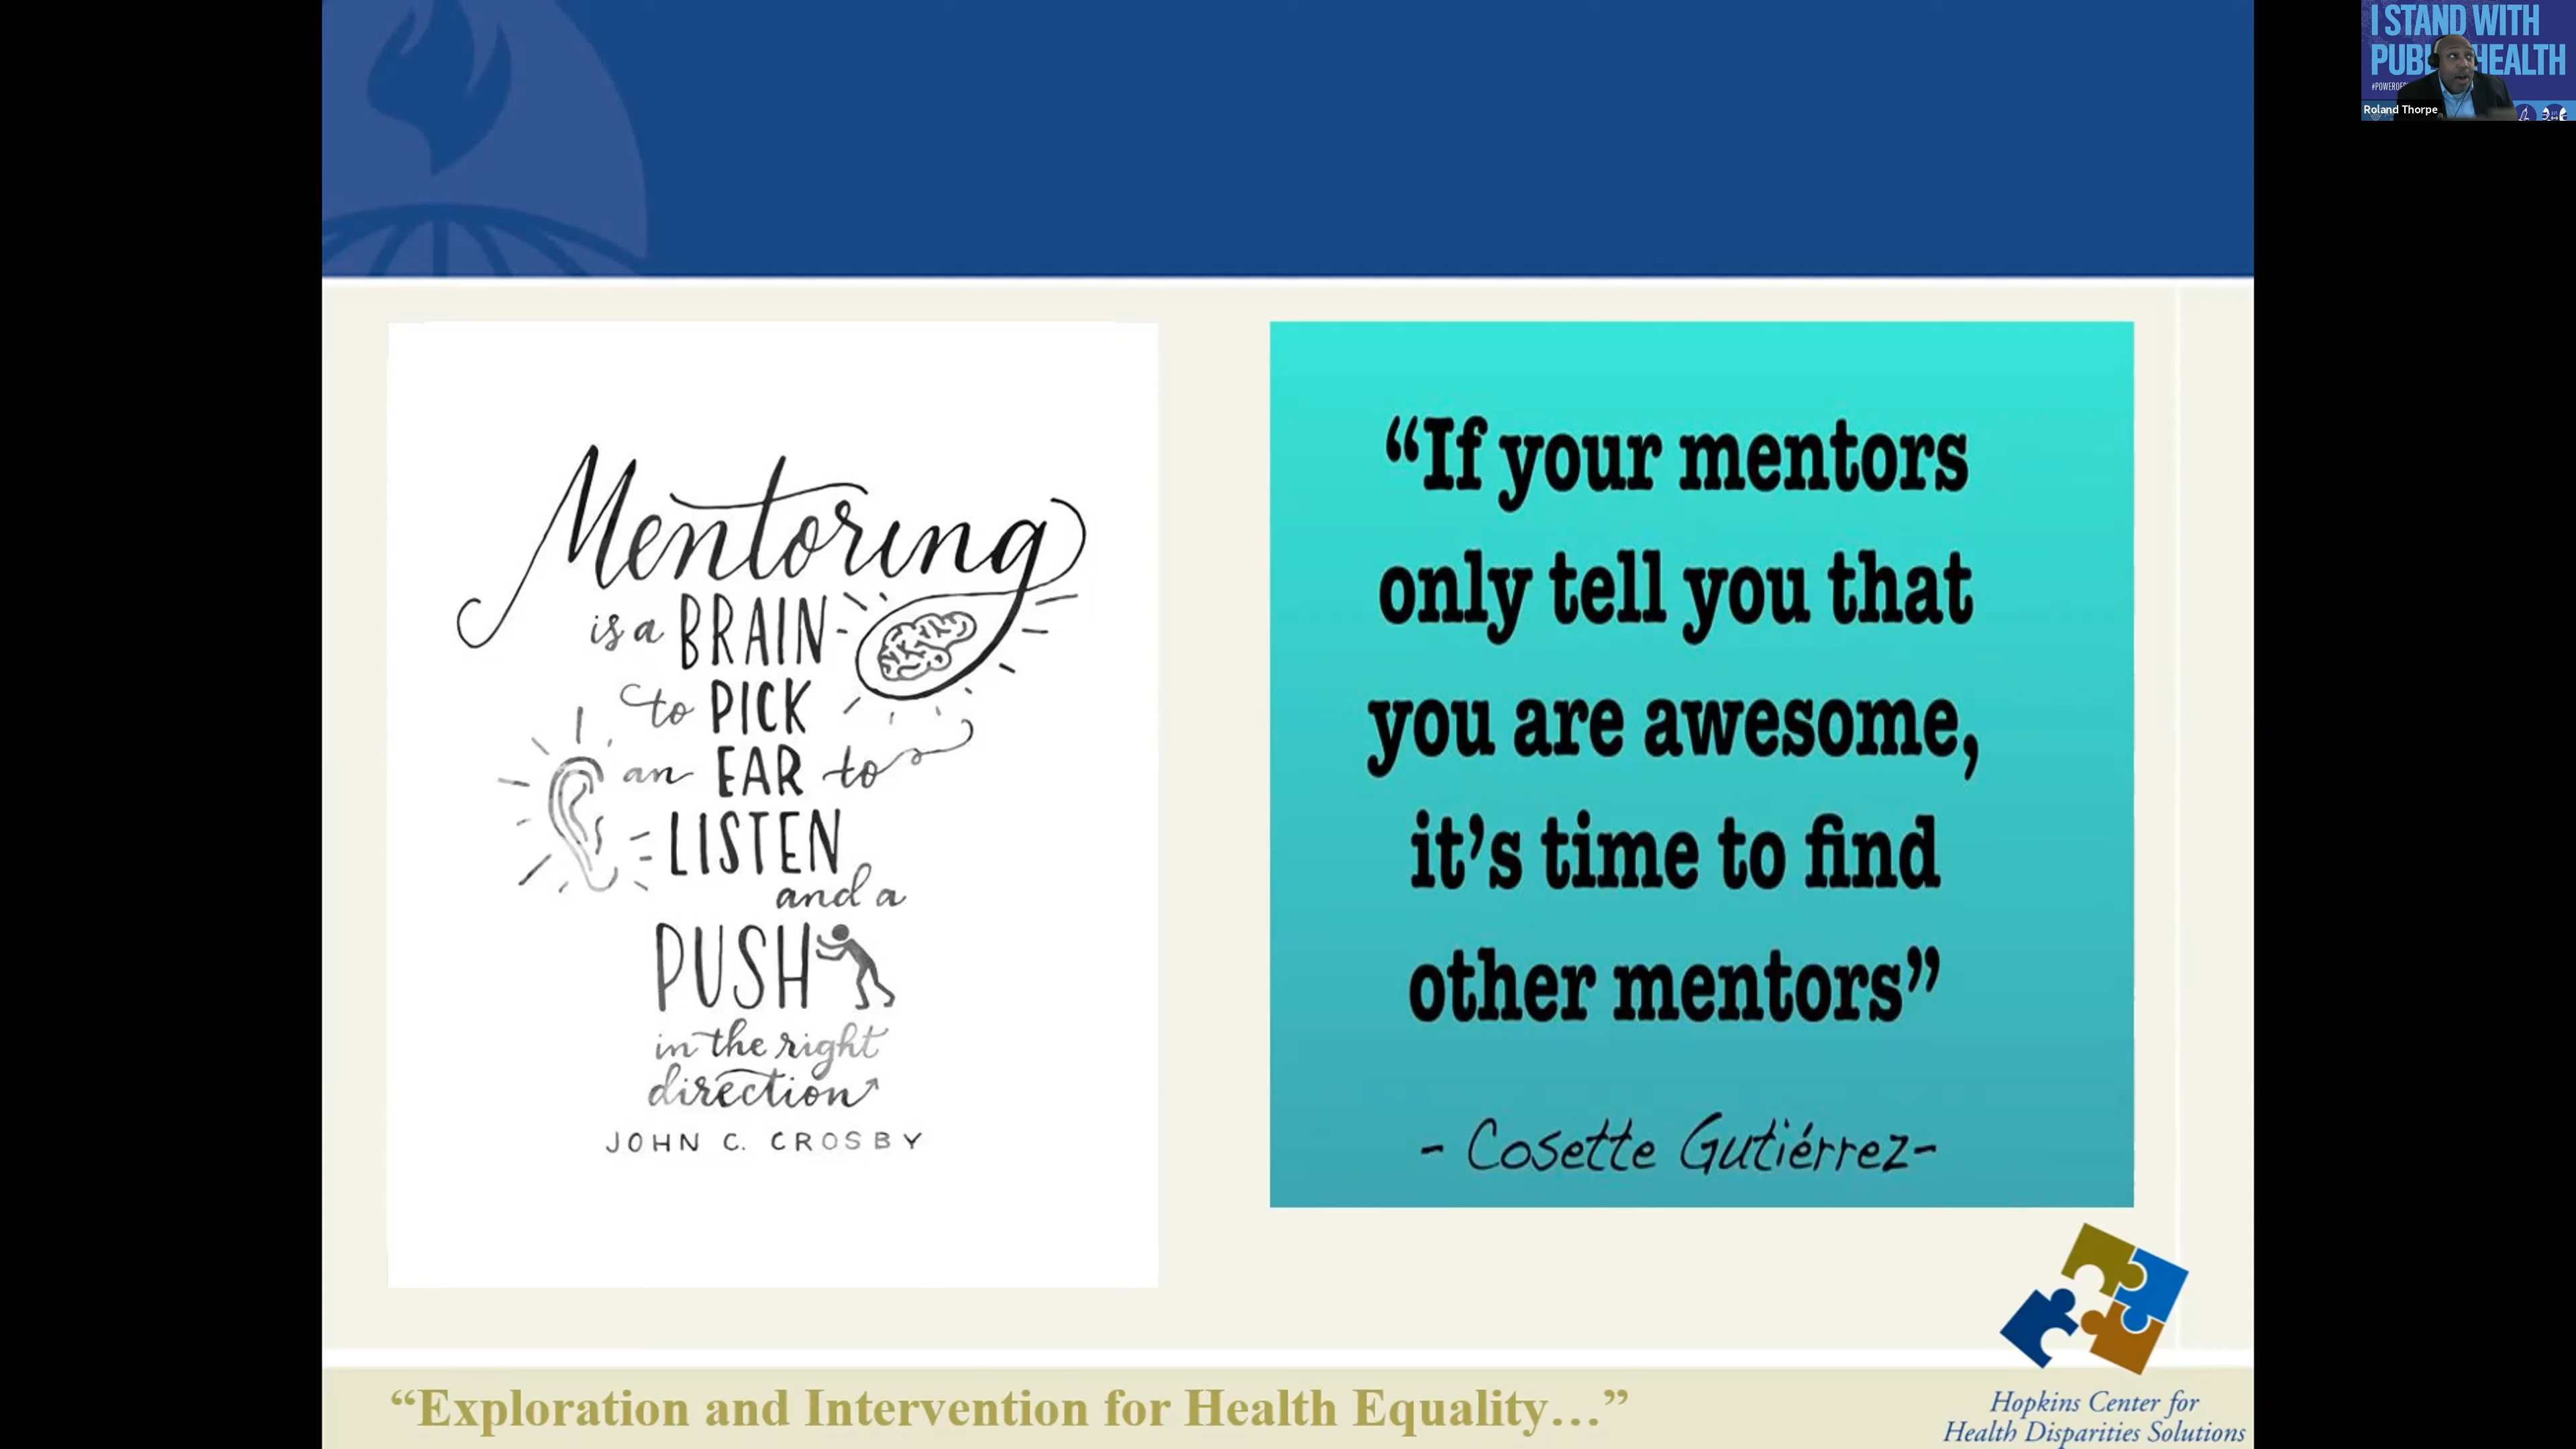 I STAND WITH
PUBLIC HEALTH
Roland Thorpe
Mentoring
is a BRAIN
to PICK
an EAR to
LISTEN
and a
PUSH
in the right
direction
JOHN C. CROSBY
“If your mentors
only tell you that
you are awesome,
it’s time to find
other mentors”
- Cosette Gutiérrez-
“Exploration and Intervention for Health Equality...”
Hopkins Center for
Health Disparities Solutions